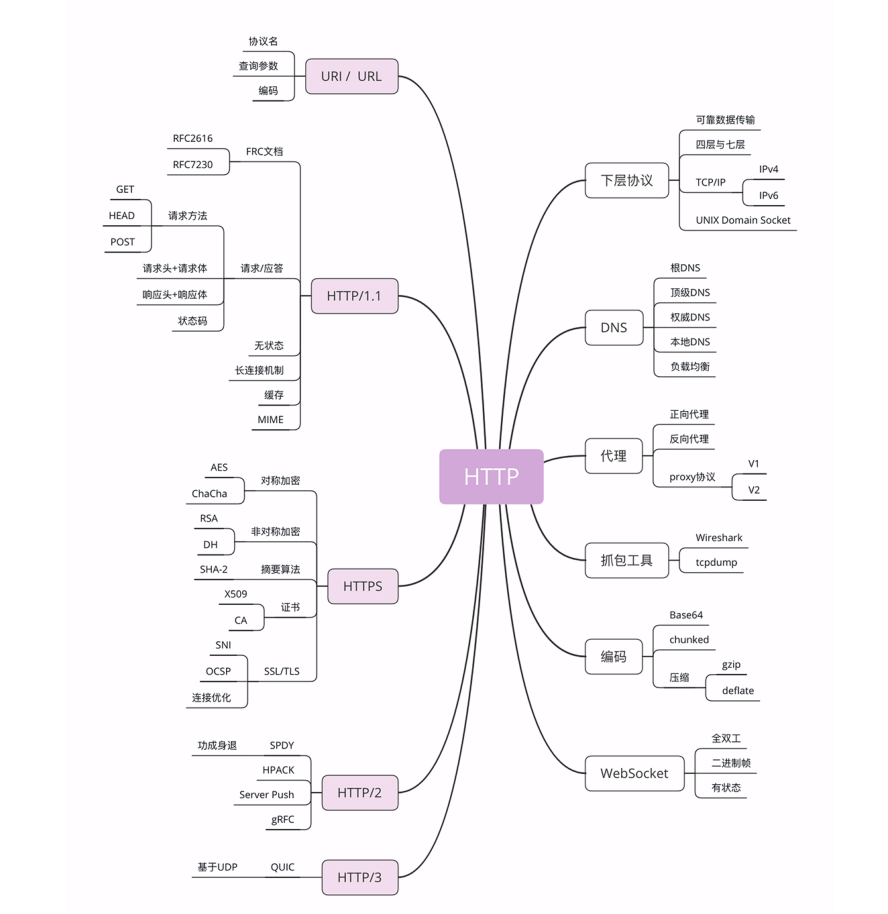 HTTP
URI / URL
协议名
查询参数
编码
HTTP/1.1
FRC文档
RFC2616
RFC7230
请求/应答
请求方法
GET
HEAD
POST
请求头+请求体
响应头+响应体
状态码
无状态
长连接机制
缓存
MIME
HTTPS
对称加密
AES
ChaCha
非对称加密
RSA
DH
摘要算法
SHA-2
证书
X509
CA
SSL/TLS
SNI
OCSP
连接优化
HTTP/2
SPDY
功成身退
HPACK
Server Push
gRFC
HTTP/3
QUIC
基于UDP
下层协议
可靠数据传输
四层与七层
TCP/IP
IPv4
IPv6
UNIX Domain Socket
DNS
根DNS
顶级DNS
权威DNS
本地DNS
负载均衡
代理
正向代理
反向代理
proxy协议
V1
V2
抓包工具
Wireshark
tcpdump
编码
Base64
chunked
压缩
gzip
deflate
WebSocket
全双工
二进制帧
有状态